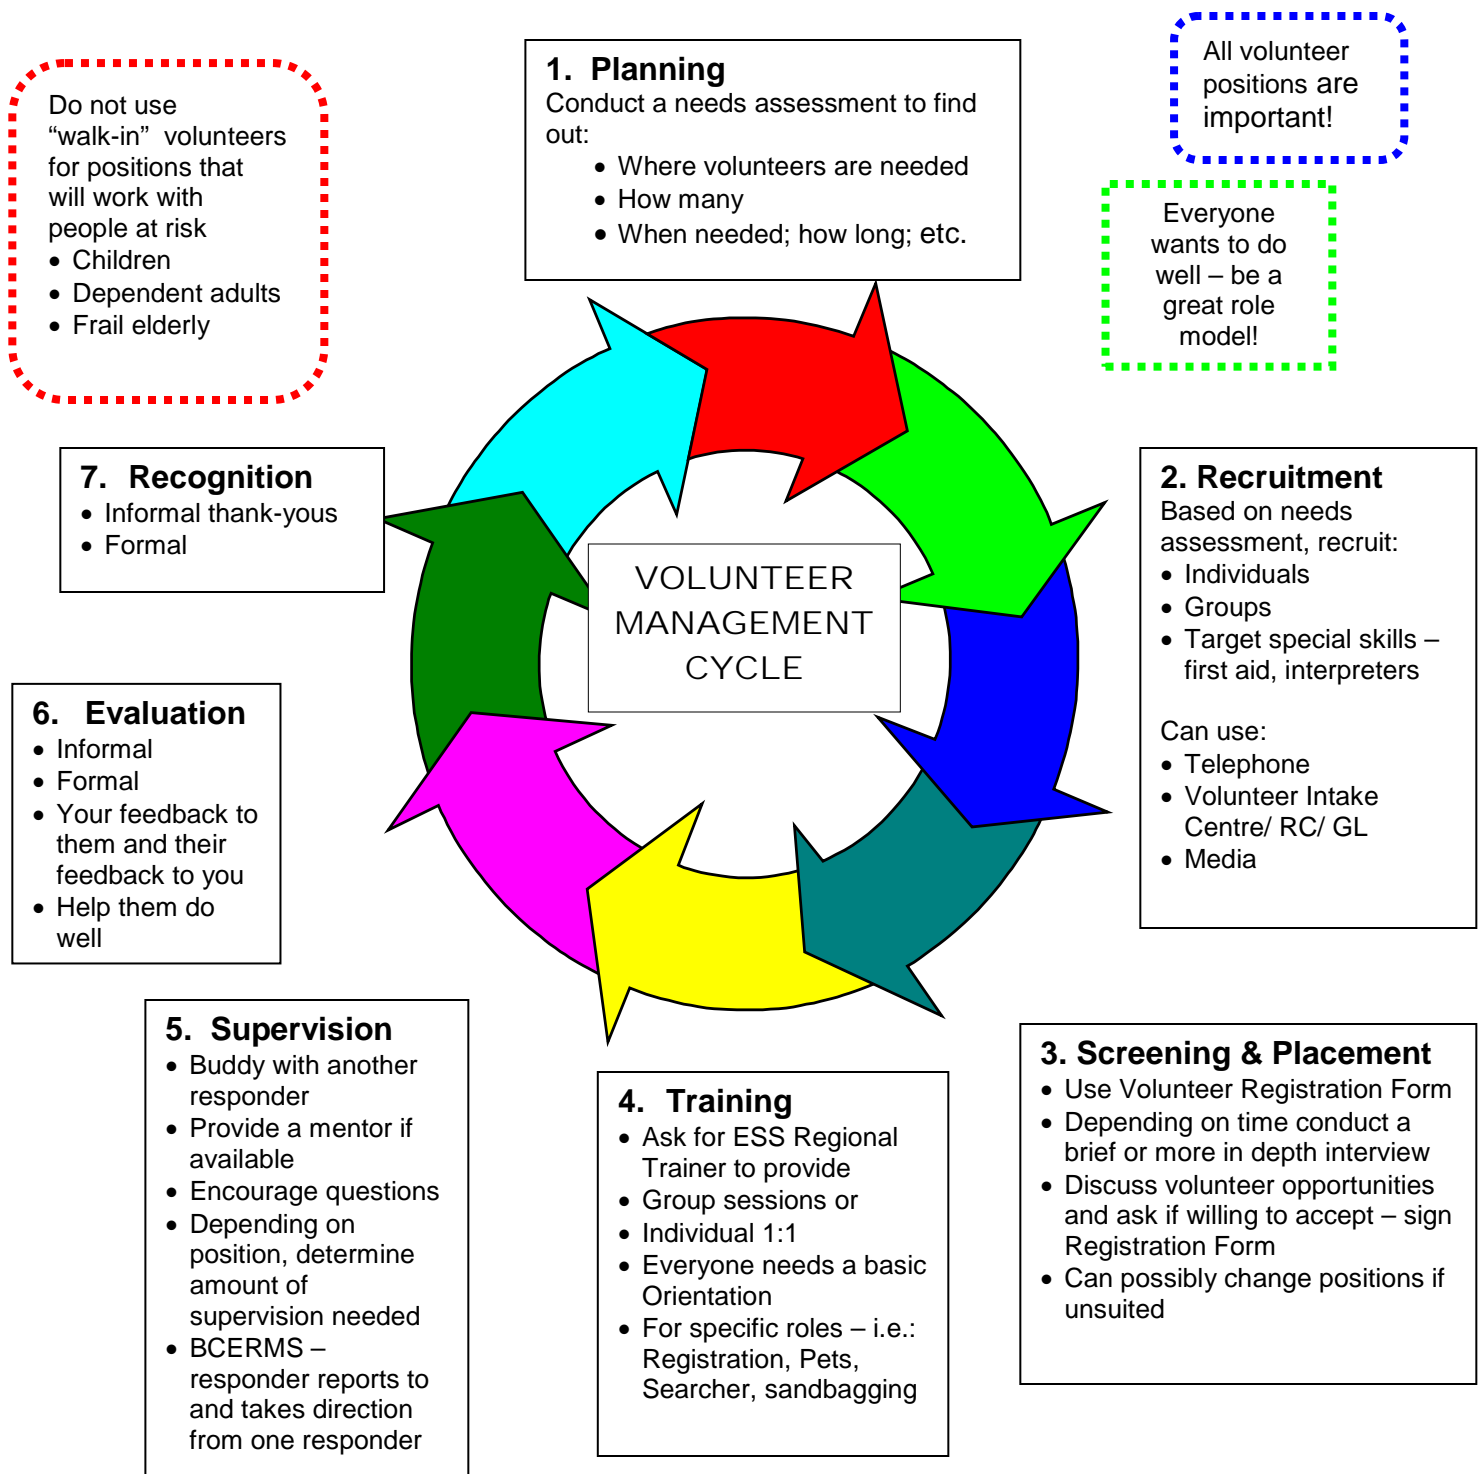 Do not use
“walk-in” volunteers
for positions that
will work with
people at risk
• Children
• Dependent adults
• Frail elderly
1. Planning
Conduct a needs assessment to find
out:
• Where volunteers are needed
• How many
• When needed; how long; etc.
All volunteer
positions are
important!
Everyone
wants to do
well – be a
great role
model!
VOLUNTEER
MANAGEMENT
CYCLE
2. Recruitment
Based on needs
assessment, recruit:
• Individuals
• Groups
• Target special skills –
first aid, interpreters
Can use:
• Telephone
• Volunteer Intake
Centre/ RC/ GL
• Media
3. Screening & Placement
• Use Volunteer Registration Form
• Depending on time conduct a
brief or more in depth interview
• Discuss volunteer opportunities
and ask if willing to accept – sign
Registration Form
• Can possibly change positions if
unsuited
4. Training
• Ask for ESS Regional
Trainer to provide
• Group sessions or
• Individual 1:1
• Everyone needs a basic
Orientation
• For specific roles – i.e.:
Registration, Pets,
Searcher, sandbagging
5. Supervision
• Buddy with another
responder
• Provide a mentor if
available
• Encourage questions
• Depending on
position, determine
amount of
supervision needed
• BCERMS –
responder reports to
and takes direction
from one responder
6. Evaluation
• Informal
• Formal
• Your feedback to
them and their
feedback to you
• Help them do
well
7. Recognition
• Informal thank-yous
• Formal